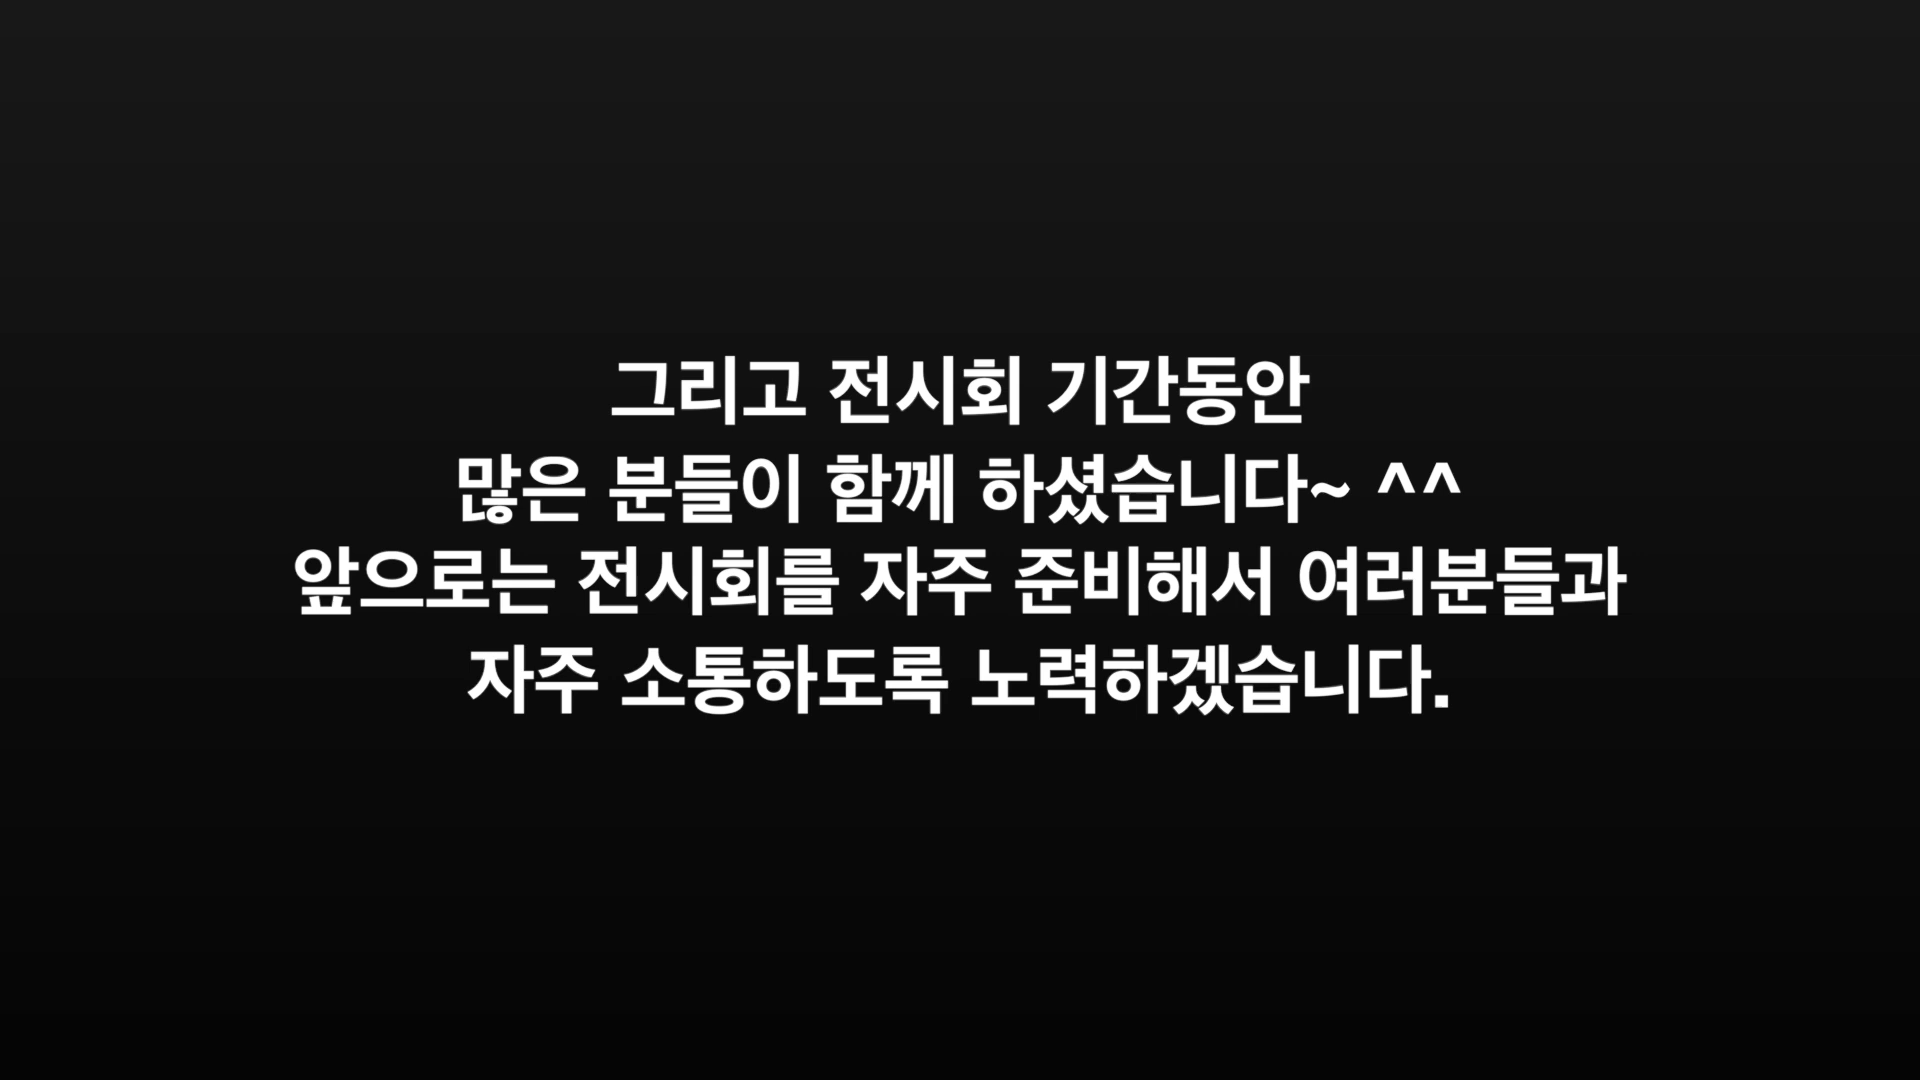 그리고 전시회 기간동안
많은 분들이 함께 하셨습니다~ ^^
앞으로는 전시회를 자주 준비해서 여러분들과
자주 소통하도록 노력하겠습니다.